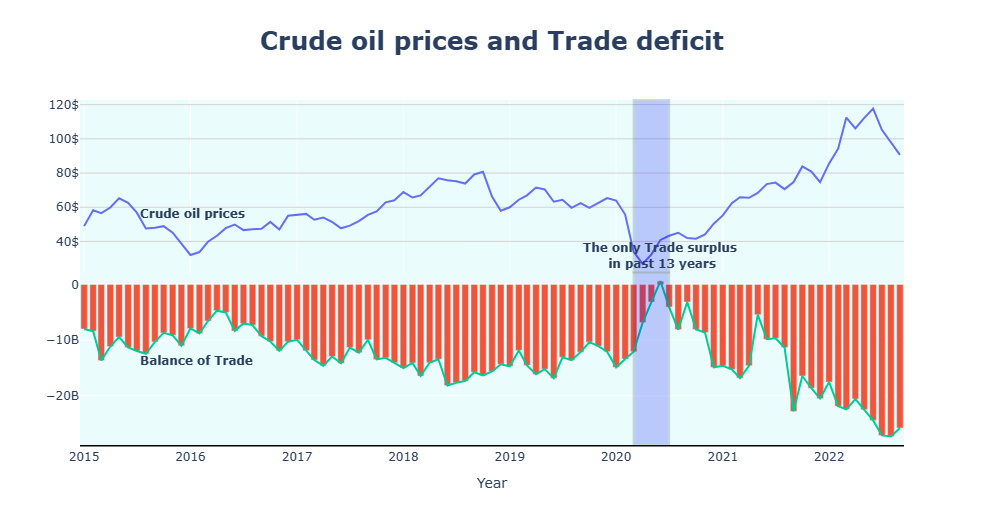 Crude oil prices and Trade deficit
120$
100$
80$
60$
40$
Crude oil prices
The only Trade surplus
in past 13 years
0
−10B
−20B
Balance of Trade
2015 2016 2017 2018 2019 2020 2021 2022
Year